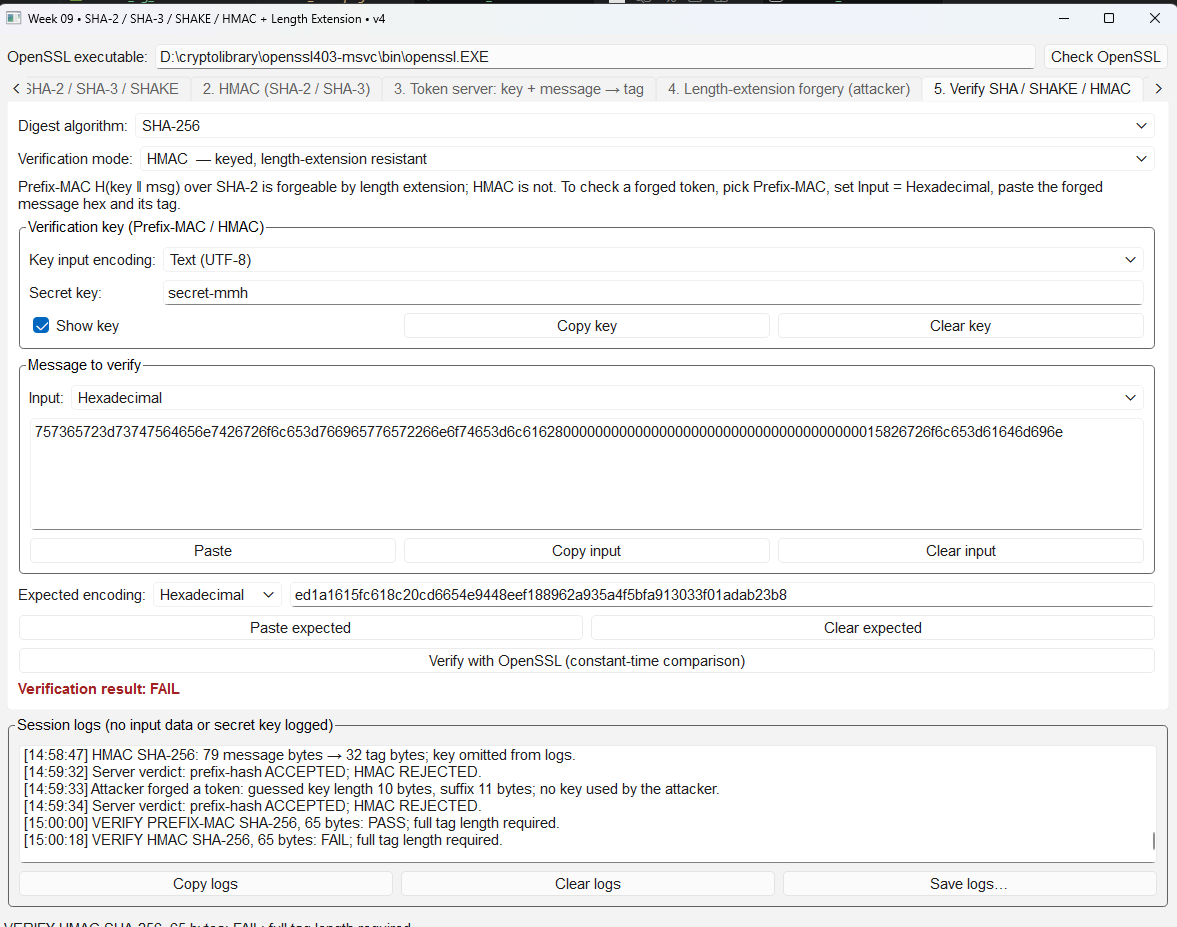 Week 09 • SHA-2 / SHA-3 / SHAKE / HMAC + Length Extension • v4
OpenSSL executable: D:\cryptolibrary\openssl403-msvc\bin\openssl.EXE Check OpenSSL
SHA-2 / SHA-3 / SHAKE 2. HMAC (SHA-2 / SHA-3) 3. Token server: key + message → tag 4. Length-extension forgery (attacker) 5. Verify SHA / SHAKE / HMAC
Digest algorithm: SHA-256
Verification mode: HMAC — keyed, length-extension resistant
Prefix-MAC H(key ‖ msg) over SHA-2 is forgeable by length extension; HMAC is not. To check a forged token, pick Prefix-MAC, set Input = Hexadecimal, paste the forged
message hex and its tag.
Verification key (Prefix-MAC / HMAC)
Key input encoding: Text (UTF-8)
Secret key: secret-mmh
Show key Copy key Clear key
Message to verify
Input: Hexadecimal
757365723d73747564656e7426726f6c653d766965776572266e6f74653d6c61628000000000000000000000000000000000000000015826726f6c653d61646d696e
Paste Copy input Clear input
Expected encoding: Hexadecimal ed1a1615fc618c20cd6654e9448eef188962a935a4f5bfa913033f01adab23b8
Paste expected Clear expected
Verify with OpenSSL (constant-time comparison)
Verification result: FAIL
Session logs (no input data or secret key logged)
[14:58:47] HMAC SHA-256: 79 message bytes → 32 tag bytes; key omitted from logs.
[14:59:32] Server verdict: prefix-hash ACCEPTED; HMAC REJECTED.
[14:59:33] Attacker forged a token: guessed key length 10 bytes, suffix 11 bytes; no key used by the attacker.
[14:59:34] Server verdict: prefix-hash ACCEPTED; HMAC REJECTED.
[15:00:00] VERIFY PREFIX-MAC SHA-256, 65 bytes: PASS; full tag length required.
[15:00:18] VERIFY HMAC SHA-256, 65 bytes: FAIL; full tag length required.
Copy logs Clear logs Save logs…
VERIFY HMAC SHA-256, 65 bytes: FAIL; full tag length required.